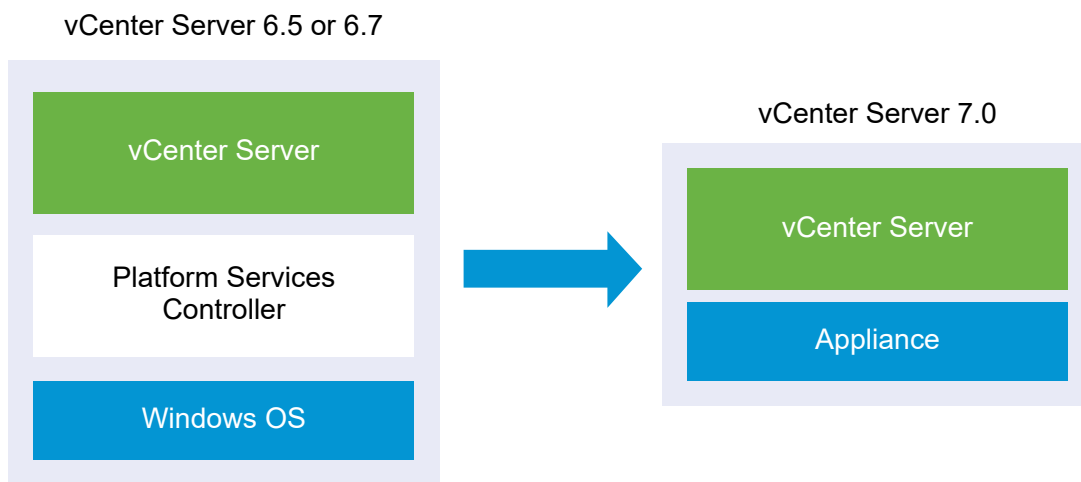 vCenter Server 6.5 or 6.7
vCenter Server
Platform Services
Controller
Windows OS
vCenter Server 7.0
vCenter Server
Appliance